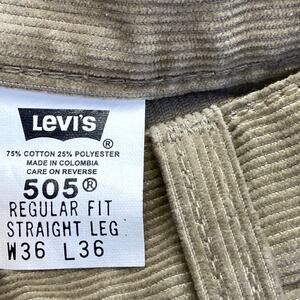 LEVI'S®
75% COTTON 25% POLYESTER
MADE IN COLOMBIA
CARE ON REVERSE
505®
REGULAR FIT
STRAIGHT LEG
W36 L36